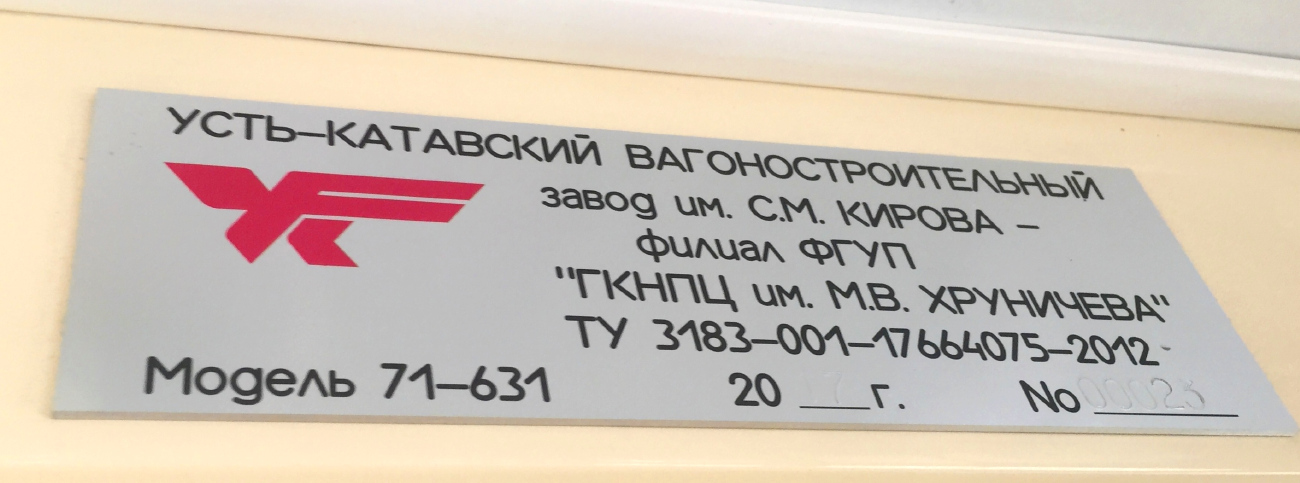 УСТЬ–КАТАВСКИЙ ВАГОНОСТРОИТЕЛЬНЫЙ
завод им. С.М. КИРОВА –
филиал ФГУП
"ГКНПЦ им. М.В. ХРУНИЧЕВА"
ТУ 3183–001–17664075–2012
Модель 71–631 20 г. No 00023